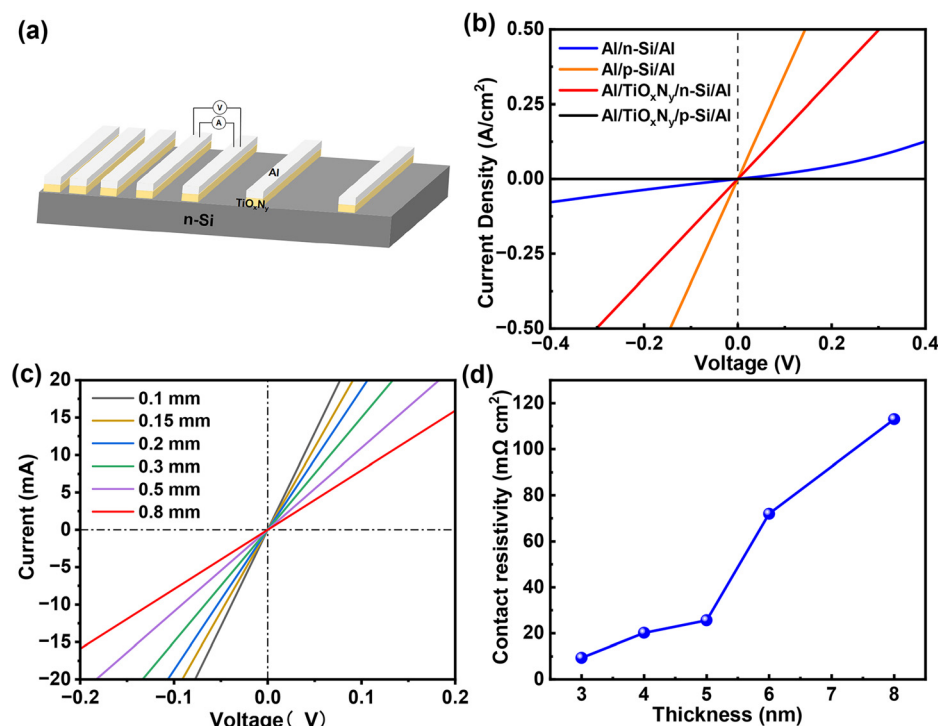 (a)
V
A
Al
TiOxNy
n-Si
(b)
Current Density (A/cm²)
0.50
0.25
0.00
−0.25
−0.50
Al/n-Si/Al
Al/p-Si/Al
Al/TiOxNy/n-Si/Al
Al/TiOxNy/p-Si/Al
−0.4
−0.2
0.0
0.2
0.4
Voltage (V)
(c)
Current (mA)
20
15
10
5
0
−5
−10
−15
−20
0.1 mm
0.15 mm
0.2 mm
0.3 mm
0.5 mm
0.8 mm
−0.2
−0.1
0.0
0.1
0.2
Voltage( V)
(d)
Contact resistivity (mΩ cm²)
120
100
80
60
40
20
0
3
4
5
6
7
8
Thickness (nm)